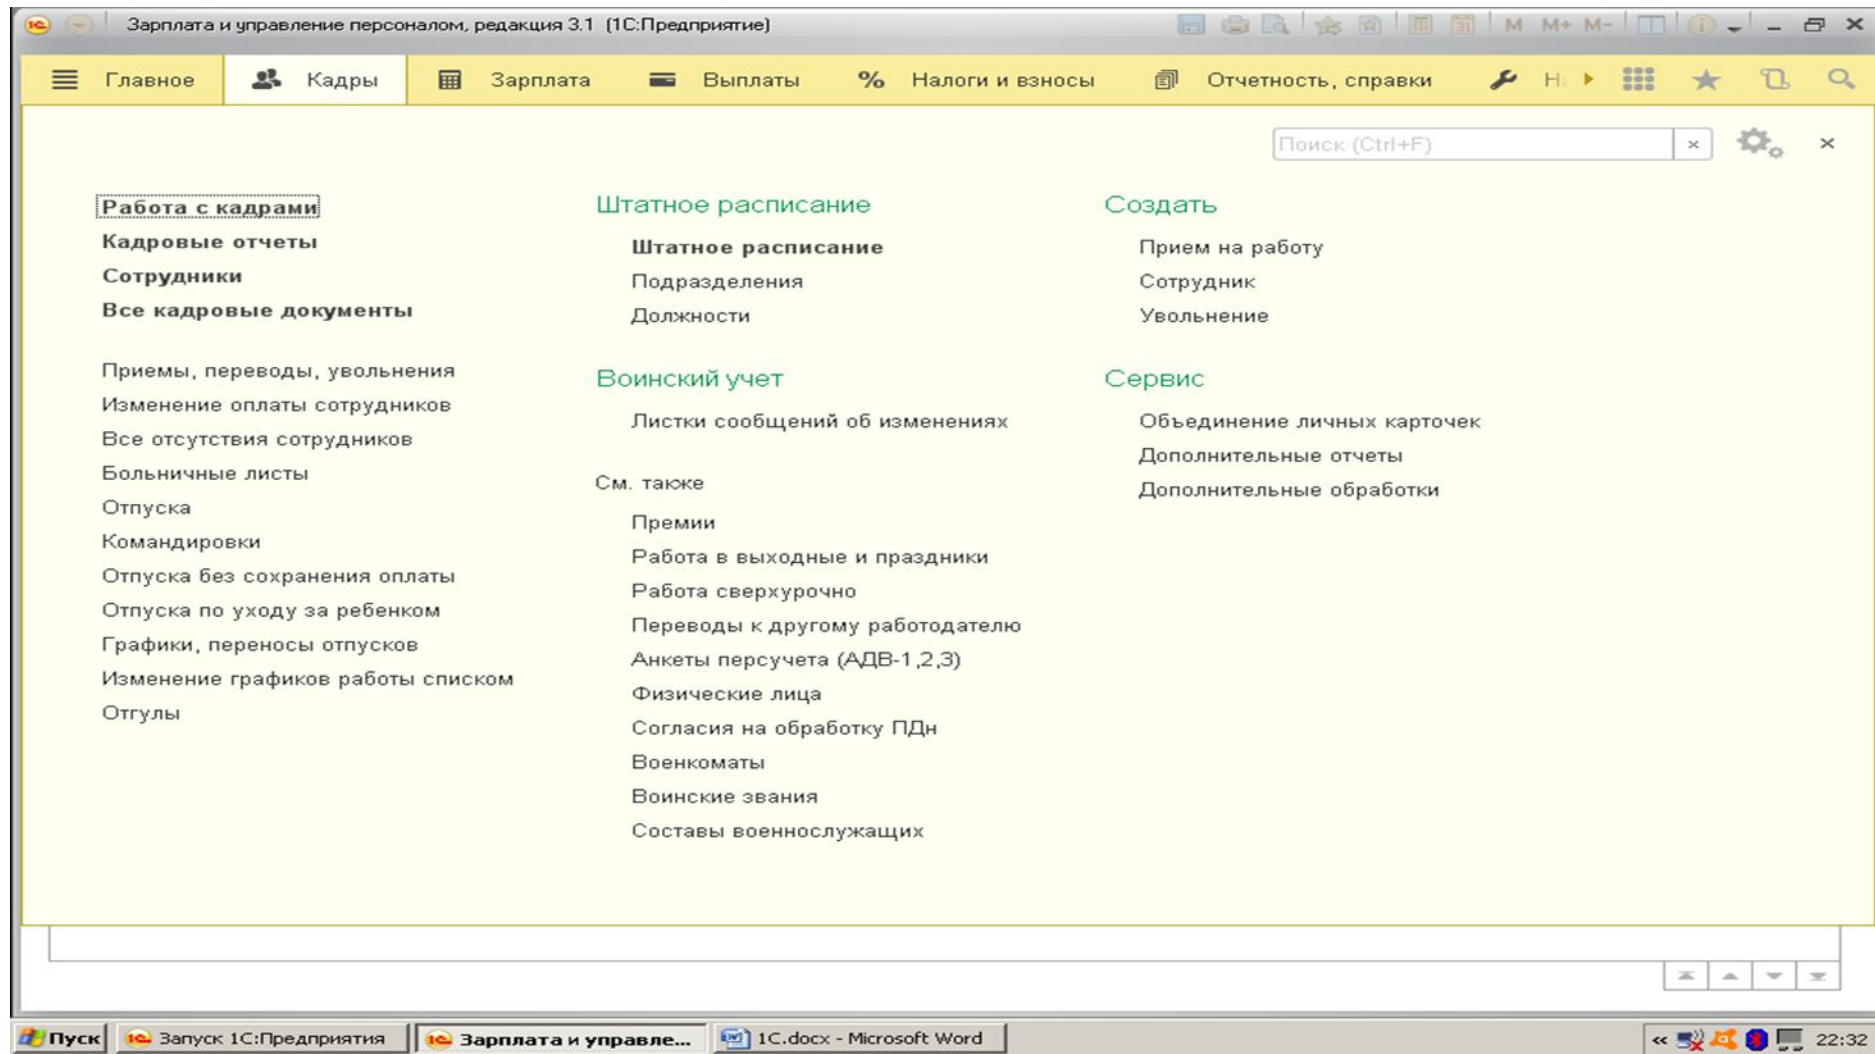 Зарплата и управление персоналом, редакция 3.1 (1С:Предприятие)
M M+ M-
Главное Кадры Зарплата Выплаты % Налоги и взносы Отчетность, справки
Поиск (Ctrl+F)
Работа с кадрами
Кадровые отчеты
Сотрудники
Все кадровые документы
Приемы, переводы, увольнения
Изменение оплаты сотрудников
Все отсутствия сотрудников
Больничные листы
Отпуска
Командировки
Отпуска без сохранения оплаты
Отпуска по уходу за ребенком
Графики, переносы отпусков
Изменение графиков работы списком
Отгулы
Штатное расписание
Штатное расписание
Подразделения
Должности
Воинский учет
Листки сообщений об изменениях
См. также
Премии
Работа в выходные и праздники
Работа сверхурочно
Переводы к другому работодателю
Анкеты персучета (АДВ-1,2,3)
Физические лица
Согласия на обработку ПДн
Военкоматы
Воинские звания
Составы военнослужащих
Создать
Прием на работу
Сотрудник
Увольнение
Сервис
Объединение личных карточек
Дополнительные отчеты
Дополнительные обработки
Пуск Запуск 1С:Предприятия Зарплата и управле... 1С.docx - Microsoft Word 22:32